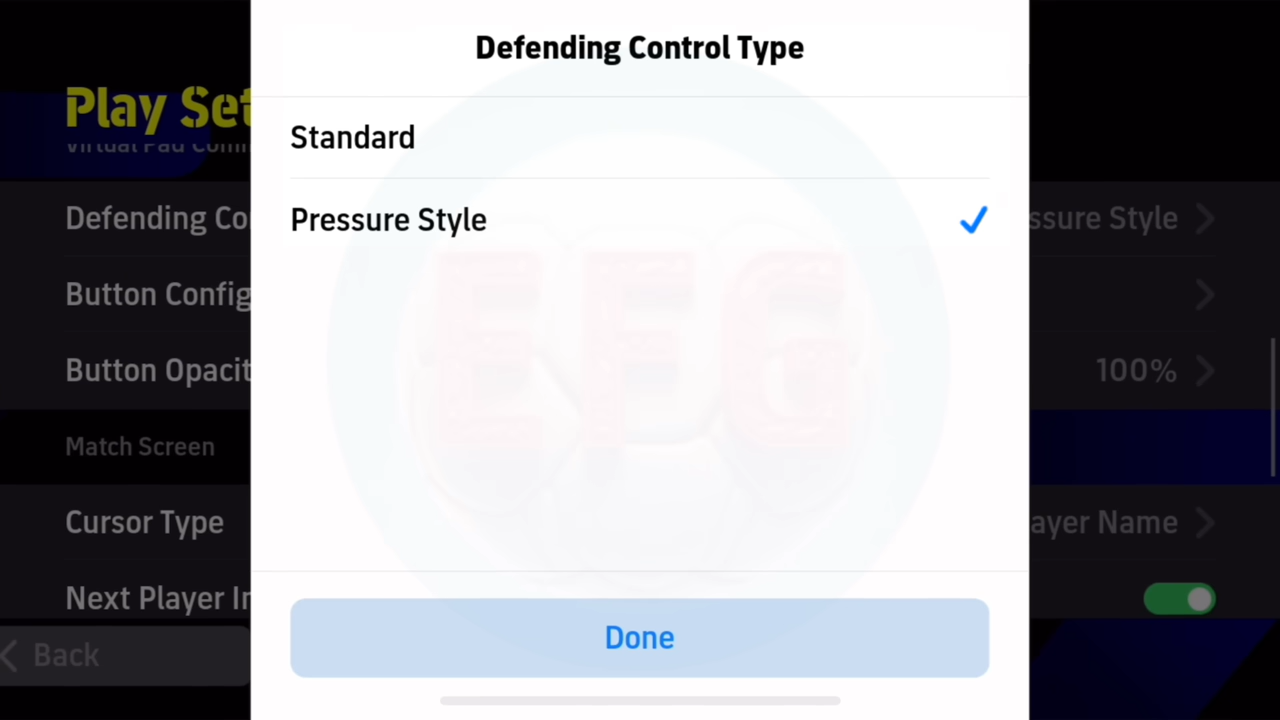 Defending Control Type
Play Set
Standard
Pressure Style
Defending Co
ssure Style
Button Config
Button Opacit
100%
Match Screen
Cursor Type
ayer Name
Next Player In
Done
Back
EFG